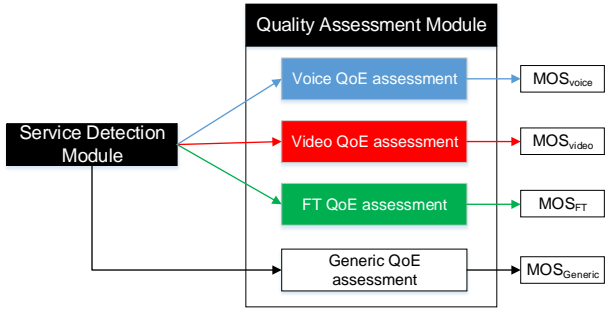 Quality Assessment Module
Voice QoE assessment
MOSvoice
Service Detection
Module
Video QoE assessment
MOSvideo
FT QoE assessment
MOSFT
Generic QoE
assessment
MOSGeneric